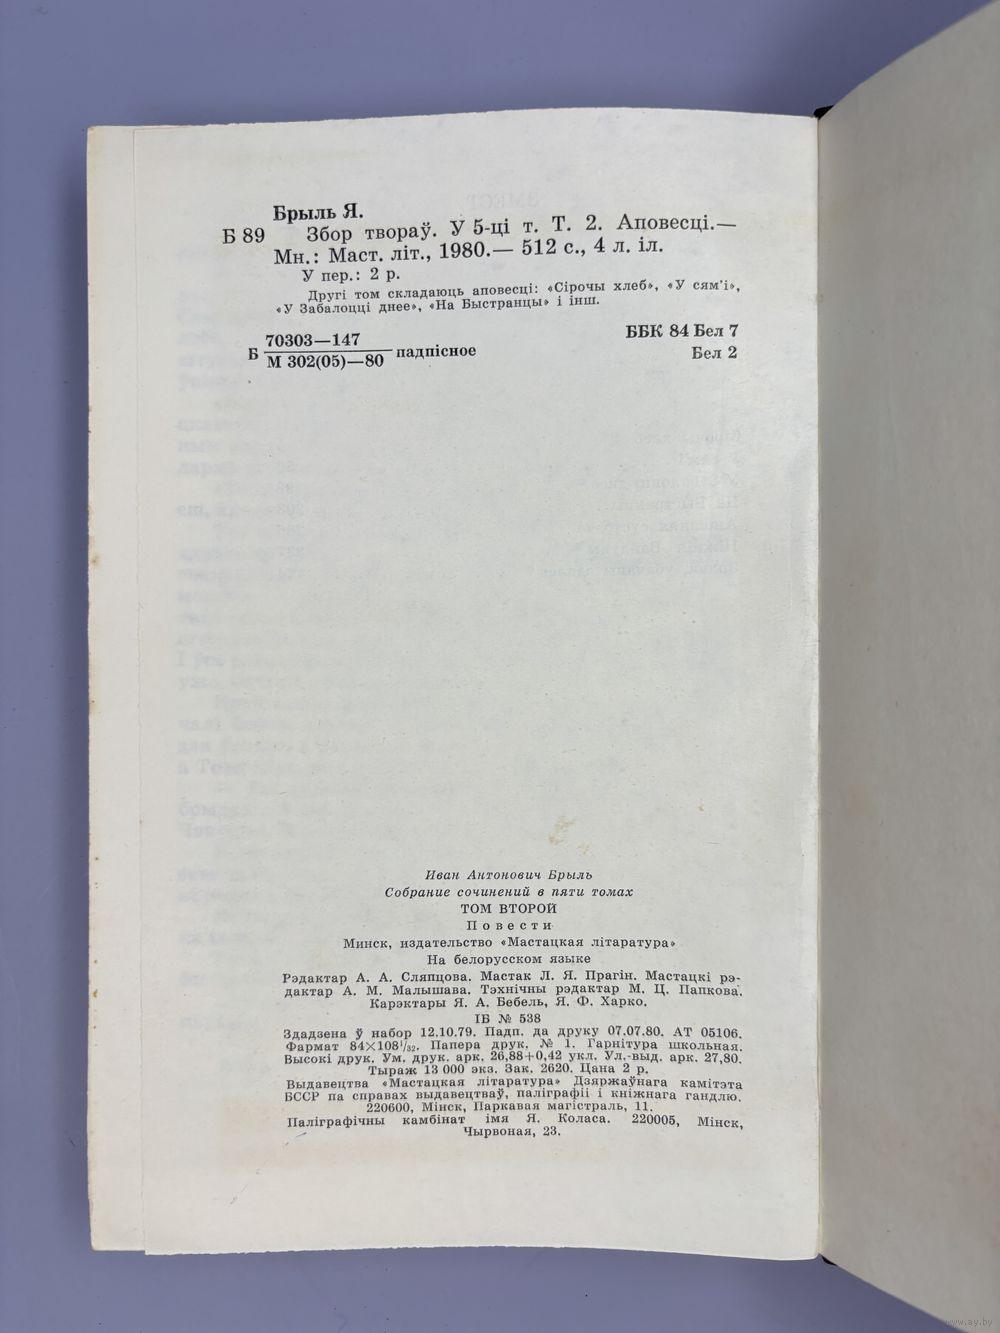 Брыль Я.
Б 89 Збор твораў. У 5-ці т. Т. 2. Аповесці.—
Мн.: Маст. літ., 1980.— 512 с., 4 л. іл.
У пер.: 2 р.
Другі том складаюць аповесці: «Сірочы хлеб», «У сям'і»,
«У Забалоцці днее», «На Быстранцы» і інш.
Б 70303—147 / М 302(05)—80 падпісное
ББК 84 Бел 7
Бел 2
Иван Антонович Брыль
Собрание сочинений в пяти томах
ТОМ ВТОРОЙ
Повести
Минск, издательство «Мастацкая літаратура»
На белорусском языке
Рэдактар А. А. Сляпцова. Мастак Л. Я. Прагін. Мастацкі рэ-
дактар А. М. Малышава. Тэхнічны рэдактар М. Ц. Папкова.
Карэктары Я. А. Бебель, Я. Ф. Харко.
ІБ № 538
Здадзена ў набор 12.10.79. Падп. да друку 07.07.80. АТ 05106.
Фармат 84×108¹/₃₂. Папера друк. № 1. Гарнітура школьная.
Высокі друк. Ум. друк. арк. 26,88+0,42 укл. Ул.-выд. арк. 27,80.
Тыраж 13 000 экз. Зак. 2620. Цана 2 р.
Выдавецтва «Мастацкая літаратура» Дзяржаўнага камітэта
БССР па справах выдавецтваў, паліграфіі і кніжнага гандлю.
220600, Мінск, Паркавая магістраль, 11.
Паліграфічны камбінат імя Я. Коласа. 220005, Мінск,
Чырвоная, 23.
www.ay.by